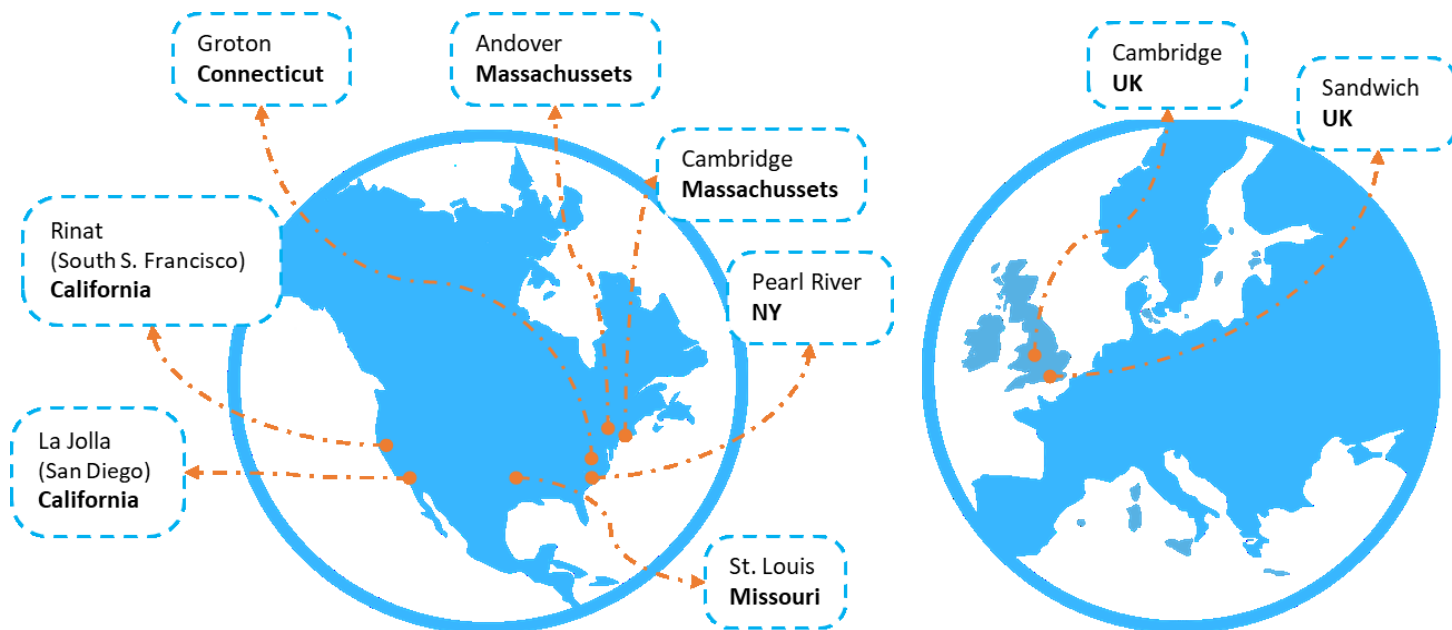 Groton
Connecticut
Andover
Massachussets
Cambridge
Massachussets
Rinat
(South S. Francisco)
California
Pearl River
NY
La Jolla
(San Diego)
California
St. Louis
Missouri
Cambridge
UK
Sandwich
UK